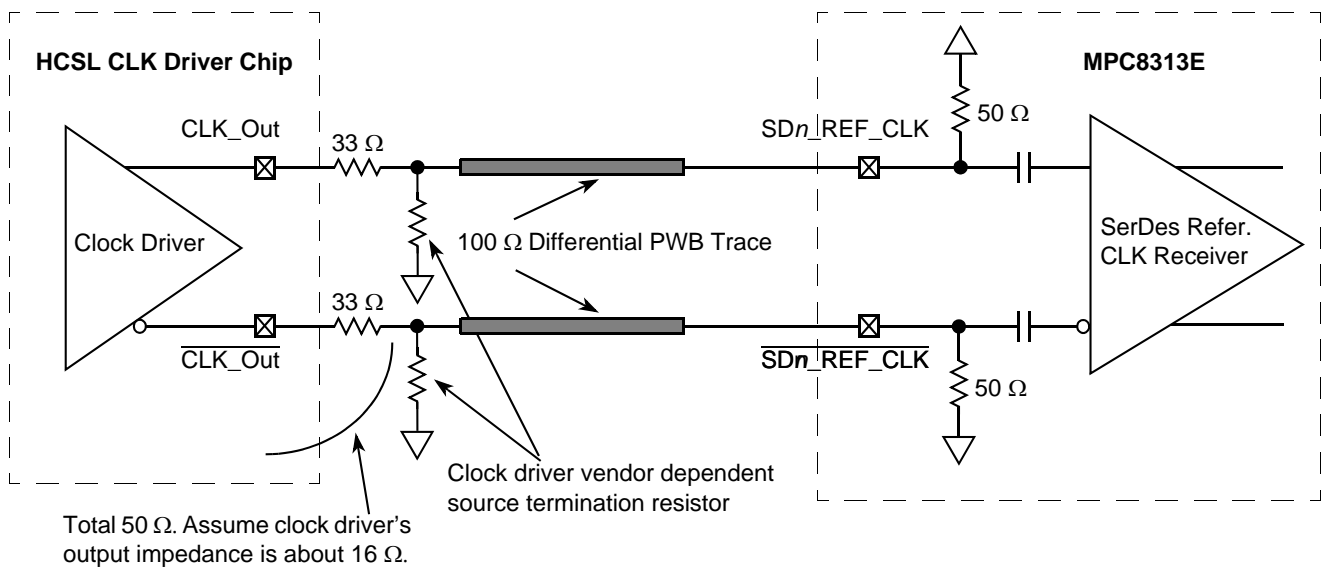 HCSL CLK Driver Chip
MPC8313E
CLK_Out
33 Ω
SDn_REF_CLK
50 Ω
Clock Driver
100 Ω Differential PWB Trace
SerDes Refer.
CLK Receiver
33 Ω
CLK_Out
SDn_REF_CLK
50 Ω
Clock driver vendor dependent
source termination resistor
Total 50 Ω. Assume clock driver's
output impedance is about 16 Ω.